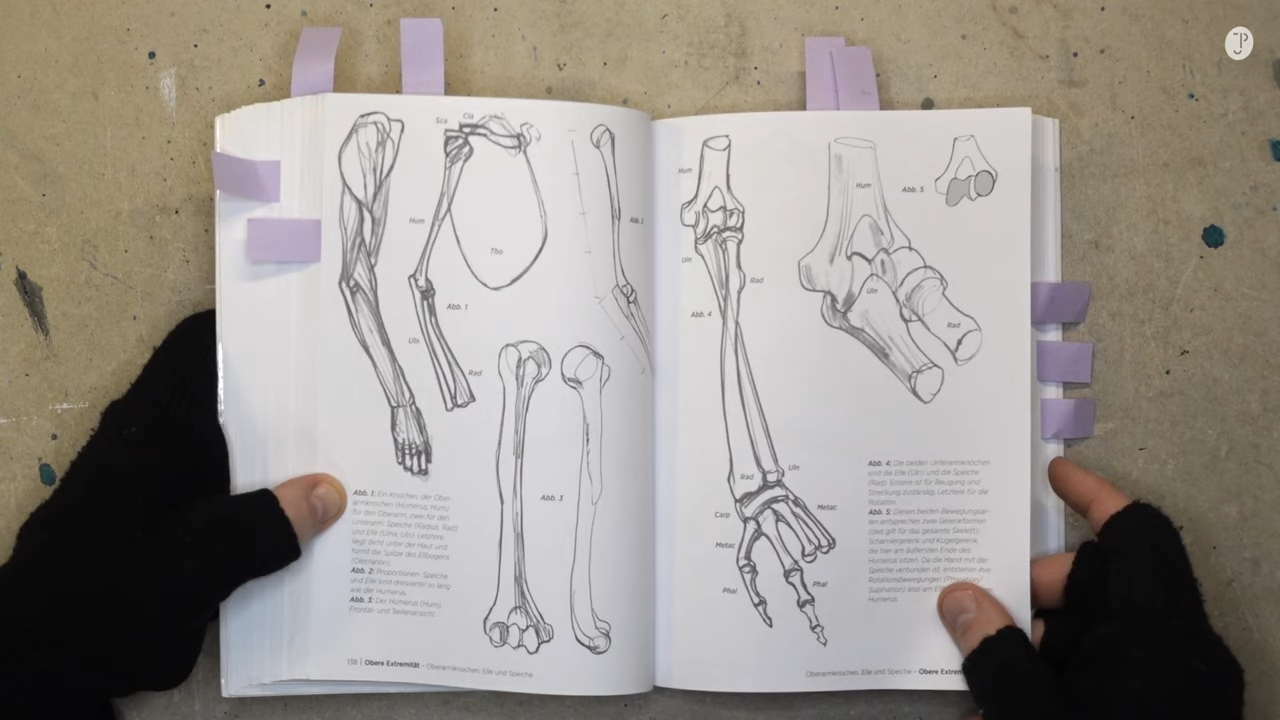 Sca
Cla
Hum
Tho
Abb. 2
Abb. 1
Uln
Rad
Abb. 3
Abb. 1: Ein Knochen, der Ober-
armknochen (Humerus, Hum)
für den Oberarm, zwei für den
Unterarm: Speiche (Radius, Rad)
und Elle (Ulna, Uln). Letztere
liegt dicht unter der Haut und
formt die Spitze des Ellbogens
(Olecranon).
Abb. 2: Proportionen. Speiche
und Elle sind dreiviertel so lang
wie der Humerus.
Abb. 3: Der Humerus (Hum),
Frontal- und Seitenansicht.
138 | Obere Extremität – Oberarmknochen, Elle und Speiche
Hum
Uln
Rad
Abb. 4
Hum
Abb. 5
Uln
Rad
Rad
Uln
Carp
Metac
Metac
Phal
Phal
Abb. 4: Die beiden Unterarmknochen
sind die Elle (Uln) und die Speiche
(Rad). Erstere ist für Beugung und
Streckung zuständig, Letztere für die
Rotation.
Abb. 5: Diesen beiden Bewegungsar-
ten entsprechen zwei Gelenkformen
(dies gilt für das gesamte Skelett):
Scharniergelenk und Kugelgelenk,
die hier am äußersten Ende des
Humerus sitzen. Da die Hand mit der
Speiche verbunden ist, entstehen ihre
Rotationsbewegungen (Pronation/
Supination) also am
Humerus.
Oberarmknochen, Elle und Speiche – Obere